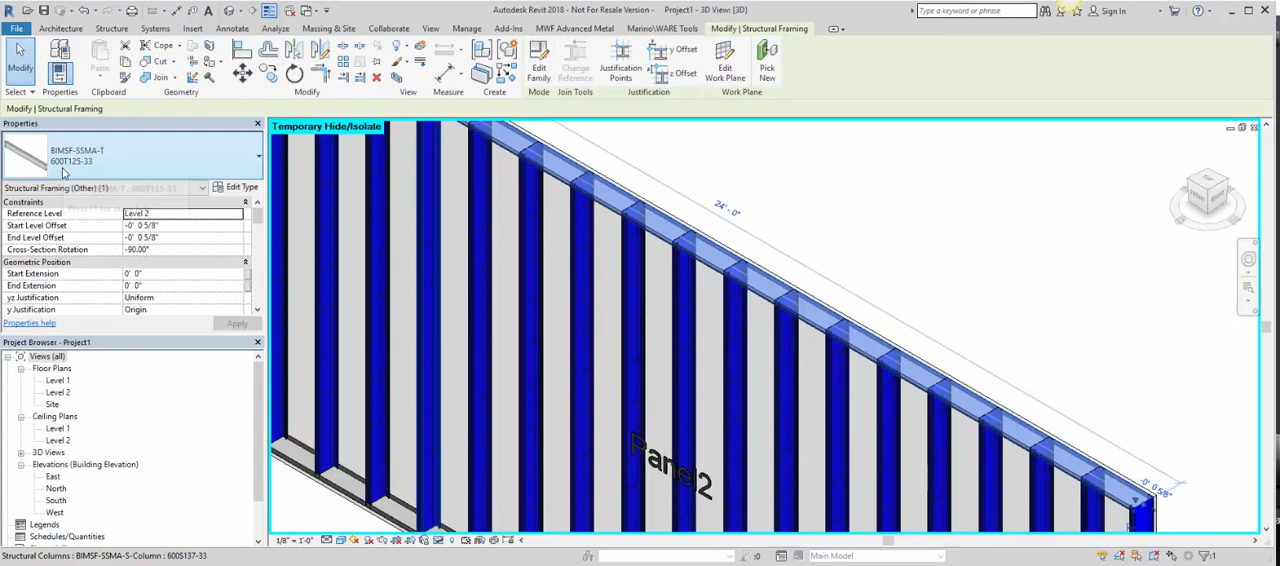 Autodesk Revit 2018 - Not For Resale Version - Project1 - 3D View: {3D}
Type a keyword or phrase
Sign In
File
Architecture
Structure
Systems
Insert
Annotate
Analyze
Massing & Site
Collaborate
View
Manage
Add-Ins
MWF Advanced Metal
Marino\WARE Tools
Modify | Structural Framing
Modify
Properties
Paste
Cope
Cut
Join
Edit
Family
Change
Reference
Justification
Points
y Offset
z Offset
Edit
Work Plane
Pick
New
Select
Properties
Clipboard
Geometry
Modify
View
Measure
Create
Mode
Join Tools
Justification
Work Plane
Modify | Structural Framing
Properties
BIMSF-SSMA-T
600T125-33
Structural Framing (Other) (1)
Edit Type
Constraints
Reference Level
Level 2
Start Level Offset
-0' 0 5/8"
End Level Offset
-0' 0 5/8"
Cross-Section Rotation
-90.00°
Geometric Position
Start Extension
0' 0"
End Extension
0' 0"
yz Justification
Uniform
y Justification
Origin
Properties help
Apply
Project Browser - Project1
Views (all)
Floor Plans
Level 1
Level 2
Site
Ceiling Plans
Level 1
Level 2
3D Views
Elevations (Building Elevation)
East
North
South
West
Legends
Schedules/Quantities
Temporary Hide/Isolate
24' - 0"
-0' 0 5/8"
Panel2
TOP
FRONT
RIGHT
1/8" = 1'-0"
Structural Columns : BIMSF-SSMA-S-Column : 600S137-33
:0
Main Model
:1